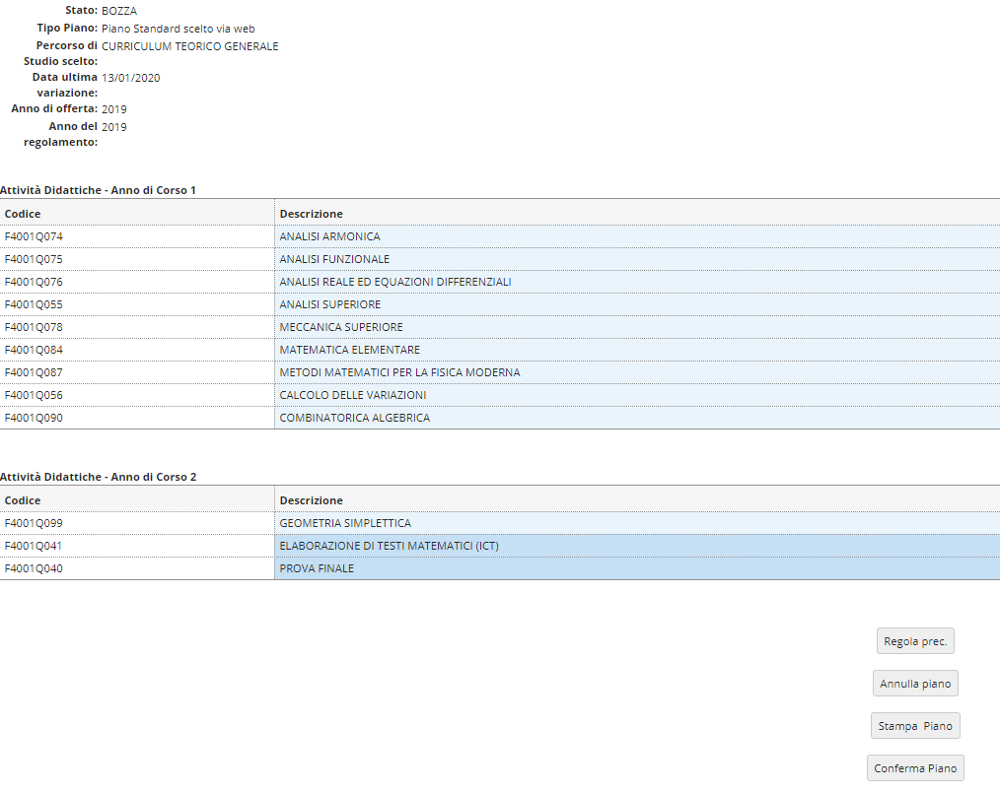 Stato: BOZZA
Tipo Piano: Piano Standard scelto via web
Percorso di CURRICULUM TEORICO GENERALE
Studio scelto:
Data ultima 13/01/2020
variazione:
Anno di offerta: 2019
Anno del 2019
regolamento:
Attività Didattiche - Anno di Corso 1
Codice Descrizione
F4001Q074 ANALISI ARMONICA
F4001Q075 ANALISI FUNZIONALE
F4001Q076 ANALISI REALE ED EQUAZIONI DIFFERENZIALI
F4001Q055 ANALISI SUPERIORE
F4001Q078 MECCANICA SUPERIORE
F4001Q084 MATEMATICA ELEMENTARE
F4001Q087 METODI MATEMATICI PER LA FISICA MODERNA
F4001Q056 CALCOLO DELLE VARIAZIONI
F4001Q090 COMBINATORICA ALGEBRICA
Attività Didattiche - Anno di Corso 2
Codice Descrizione
F4001Q099 GEOMETRIA SIMPLETTICA
F4001Q041 ELABORAZIONE DI TESTI MATEMATICI (ICT)
F4001Q040 PROVA FINALE
Regola prec.
Annulla piano
Stampa Piano
Conferma Piano